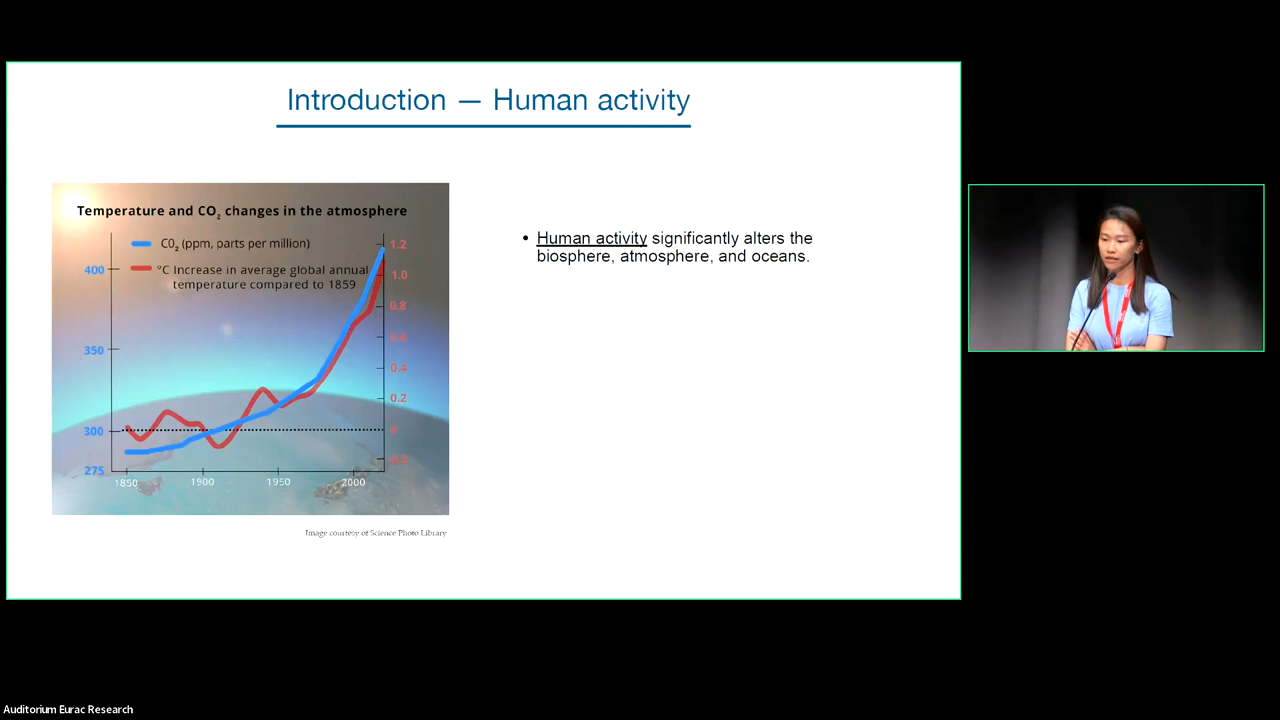 Introduction — Human activity
Temperature and CO₂ changes in the atmosphere
C0₂ (ppm, parts per million)
°C Increase in average global annual
temperature compared to 1859
400
350
300
275
1.2
1.0
0.8
0.6
0.4
0.2
0
0.2
1850
1900
1950
2000
Image courtesy of Science Photo Library
• Human activity significantly alters the
biosphere, atmosphere, and oceans.
Auditorium Eurac Research